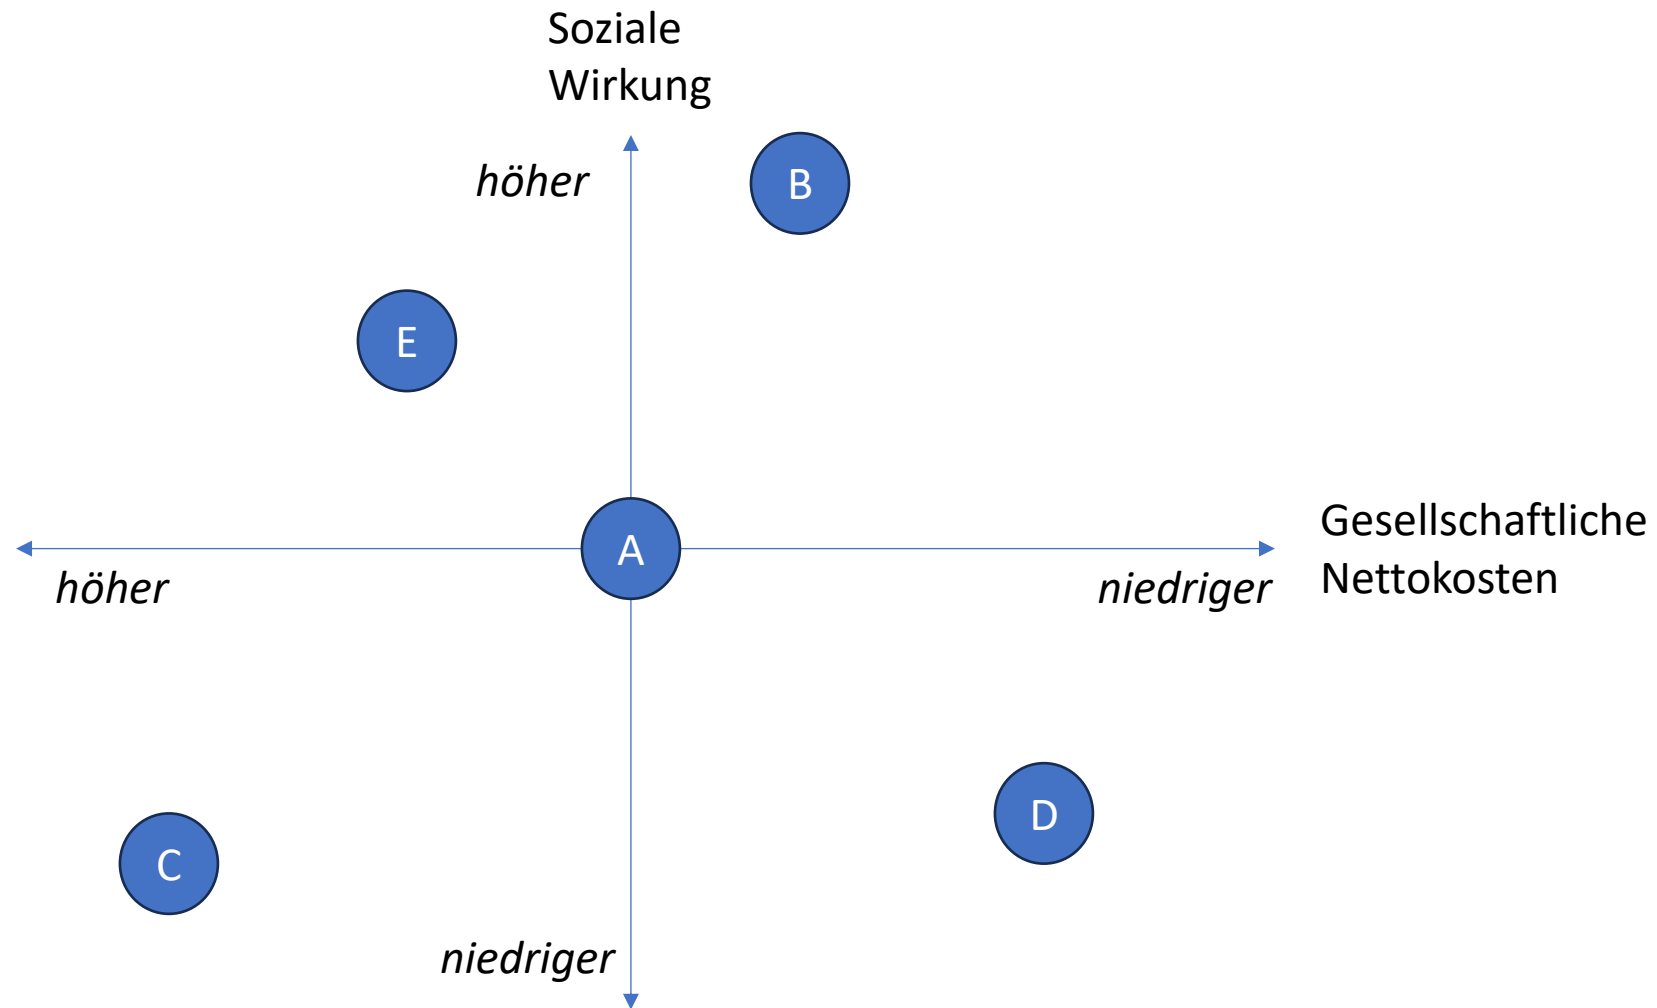 Soziale
Wirkung
höher
B
E
A
Gesellschaftliche
Nettokosten
höher
niedriger
D
C
niedriger